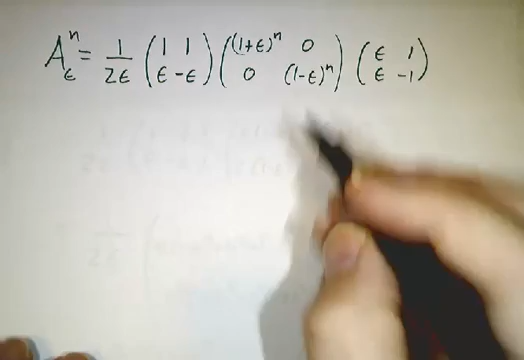 A_ε^n = 1/(2ε) (1 1; ε -ε) ((1+ε)^n 0; 0 (1-ε)^n) (ε 1; ε -1)